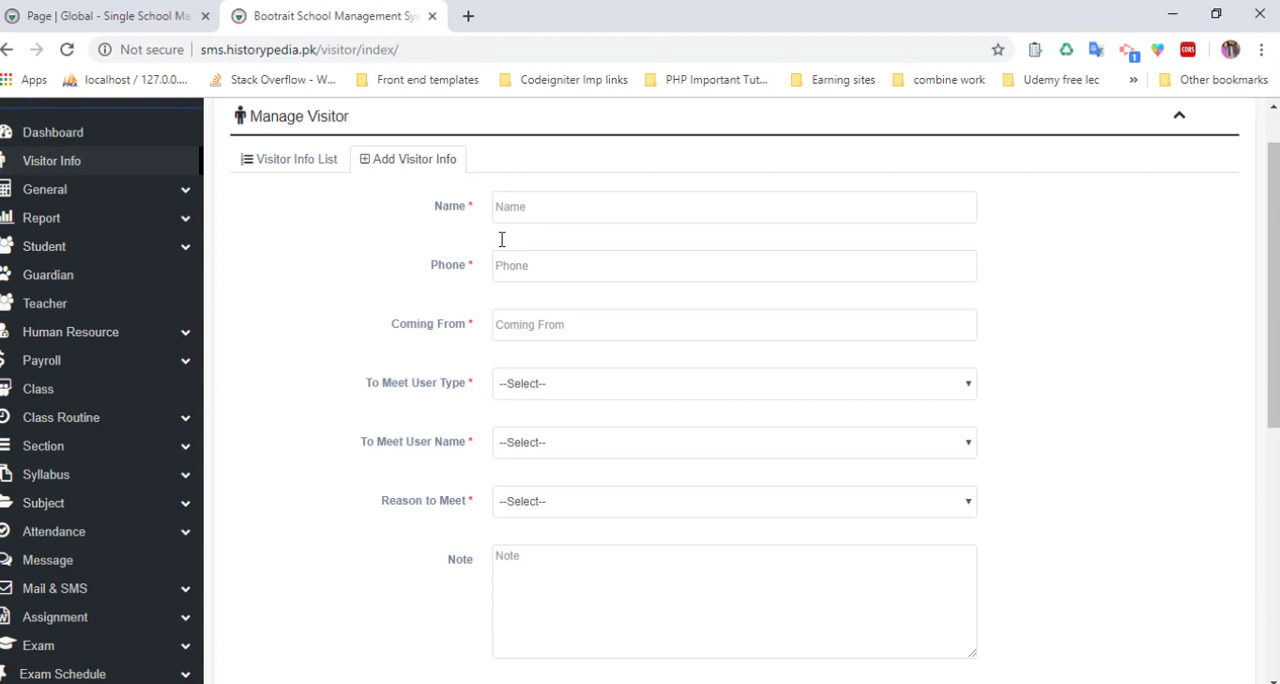 Page | Global - Single School Ma
Bootrait School Management Sys
Not secure
sms.historypedia.pk/visitor/index/
Apps
localhost / 127.0.0....
Stack Overflow - W...
Front end templates
Codeigniter Imp links
PHP Important Tut...
Earning sites
combine work
Udemy free lec
»
Other bookmarks
CORS
1
Manage Visitor
Visitor Info List
Add Visitor Info
Dashboard
Visitor Info
General
Report
Student
Guardian
Teacher
Human Resource
Payroll
Class
Class Routine
Section
Syllabus
Subject
Attendance
Message
Mail & SMS
Assignment
Exam
Exam Schedule
Name *
Name
Phone *
Phone
Coming From *
Coming From
To Meet User Type *
--Select--
To Meet User Name *
--Select--
Reason to Meet *
--Select--
Note
Note